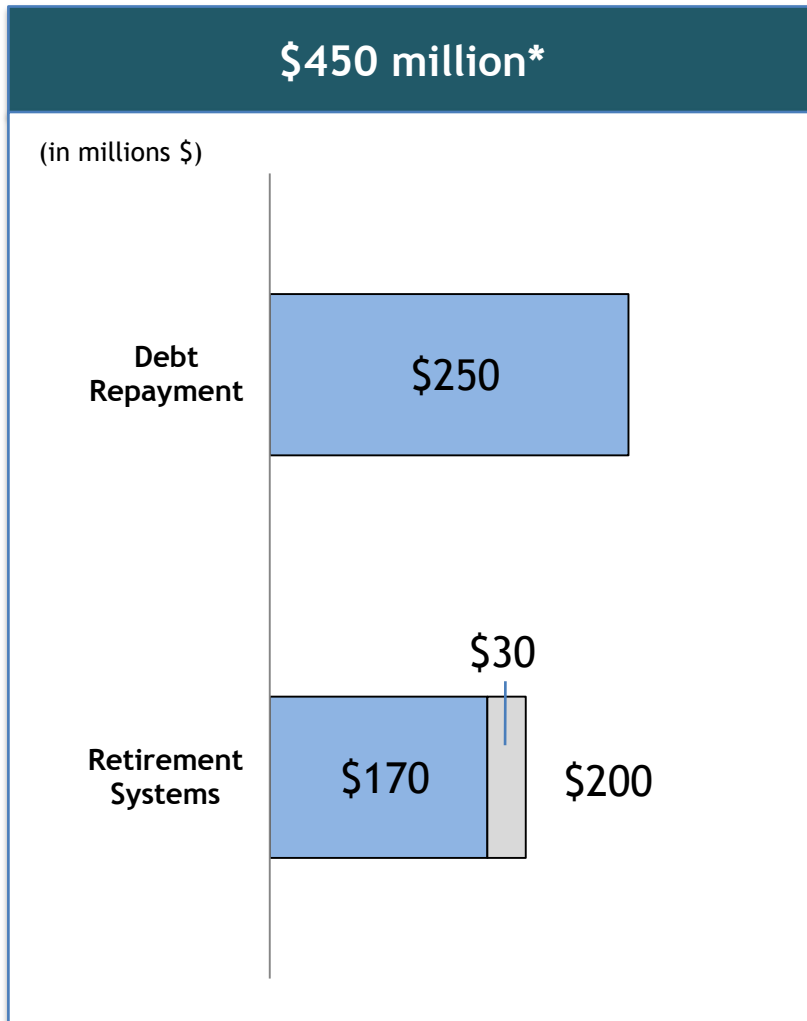 $450 million*
(in millions $)
Debt
Repayment
$250
$30
Retirement
Systems
$170
$200